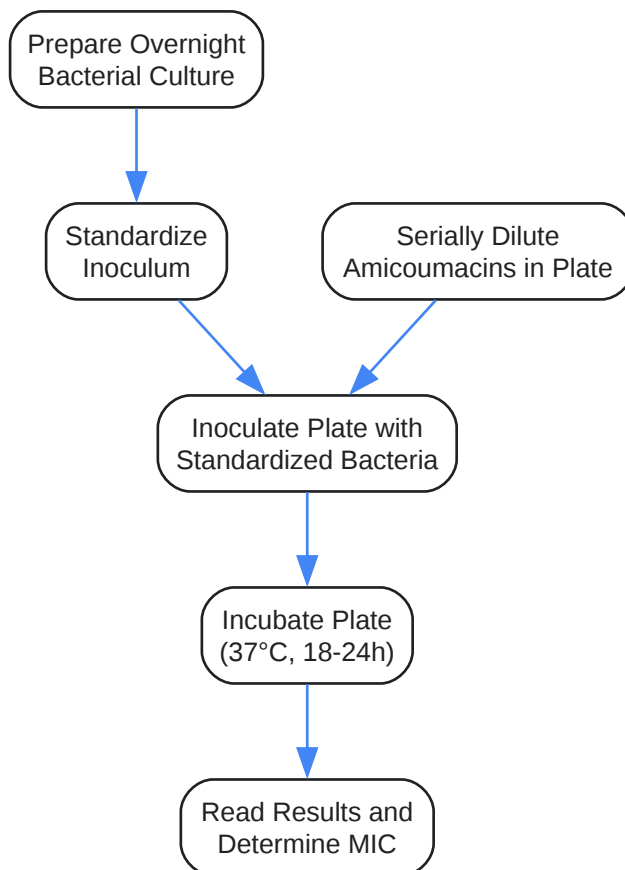 Prepare Overnight
Bacterial Culture
Standardize
Inoculum
Serially Dilute
Amicoumacins in Plate
Inoculate Plate with
Standardized Bacteria
Incubate Plate
(37°C, 18-24h)
Read Results and
Determine MIC